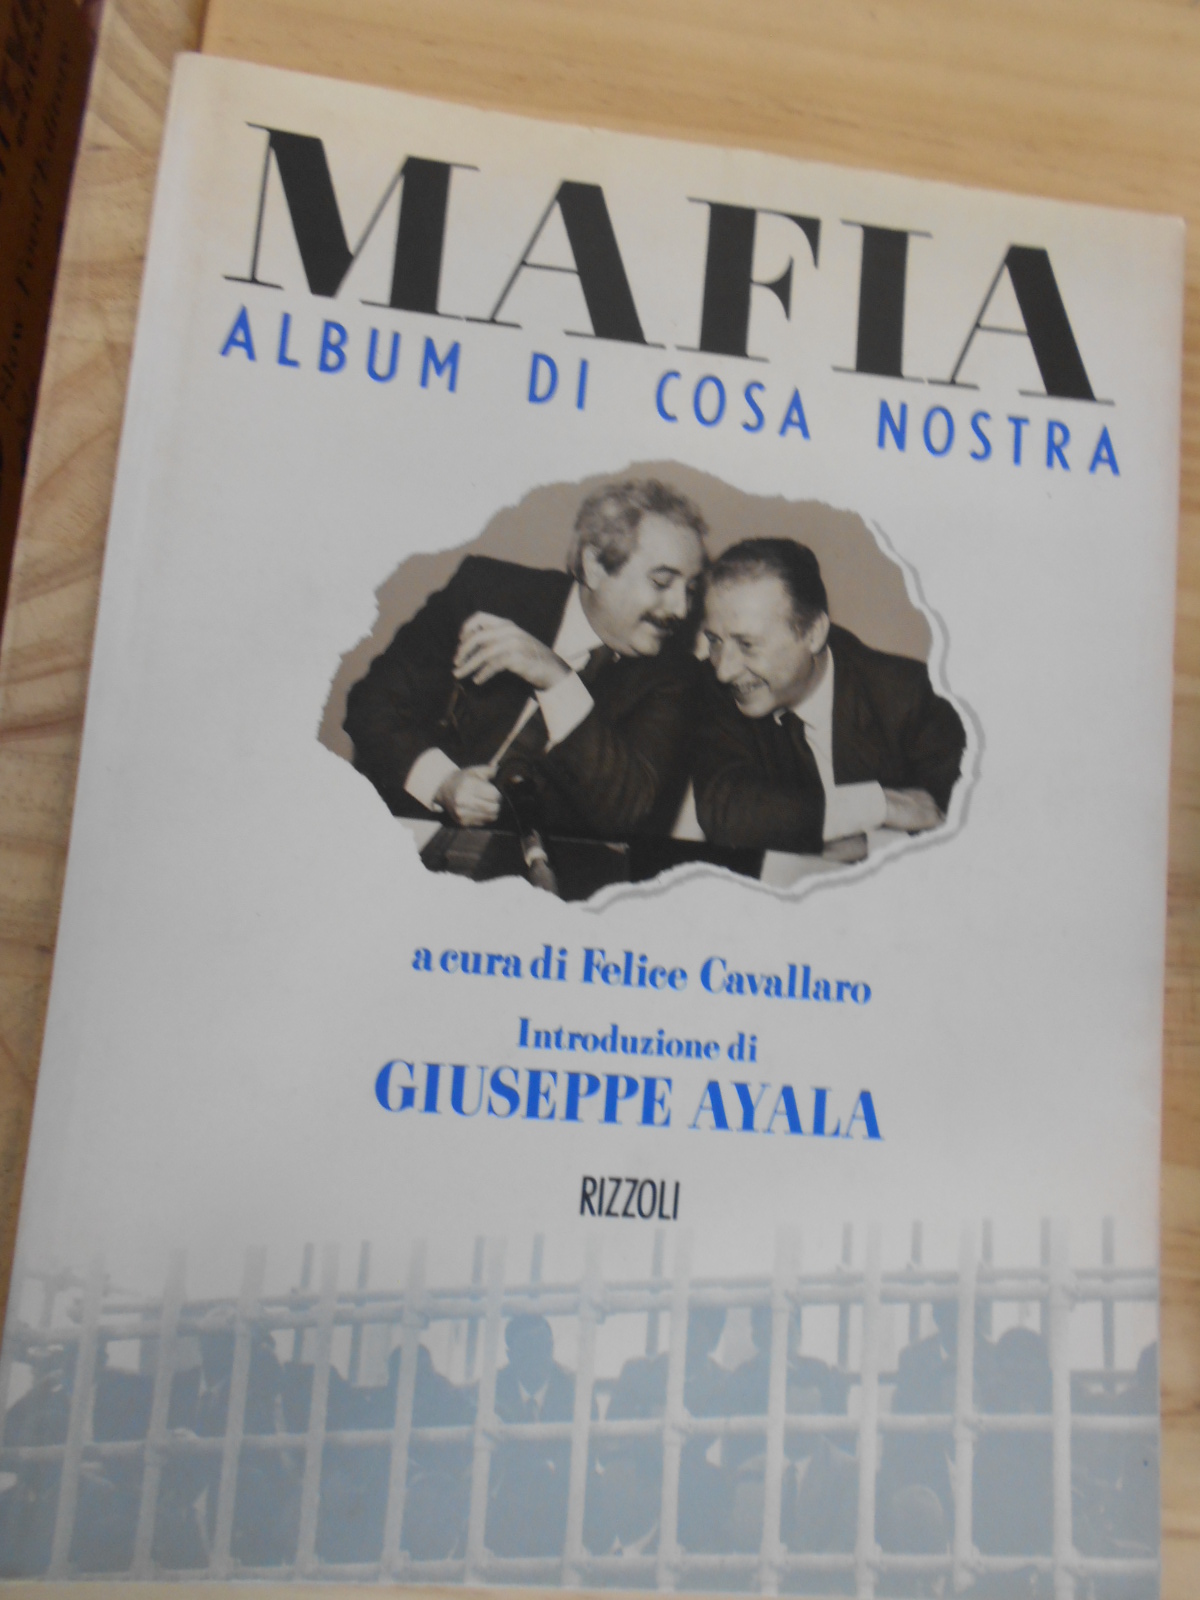 MAFIA
ALBUM DI COSA NOSTRA
a cura di Felice Cavallaro
Introduzione di
GIUSEPPE AYALA
RIZZOLI